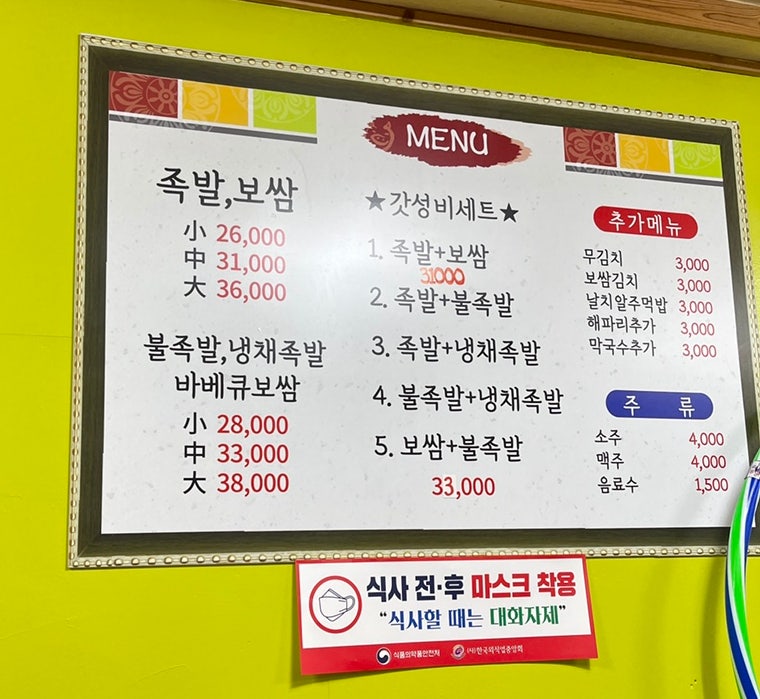 MENU
족발,보쌈
小 26,000
中 31,000
大 36,000
불족발,냉채족발
바베큐보쌈
小 28,000
中 33,000
大 38,000
★갓성비세트★
1. 족발+보쌈
31000
2. 족발+불족발
3. 족발+냉채족발
4. 불족발+냉채족발
5. 보쌈+불족발
33,000
추가메뉴
무김치 3,000
보쌈김치 3,000
날치알주먹밥 3,000
해파리추가 3,000
막국수추가 3,000
주 류
소주 4,000
맥주 4,000
음료수 1,500
식사 전·후 마스크 착용
“식사할 때는 대화자제”
식품의약품안전처 (사)한국외식업중앙회